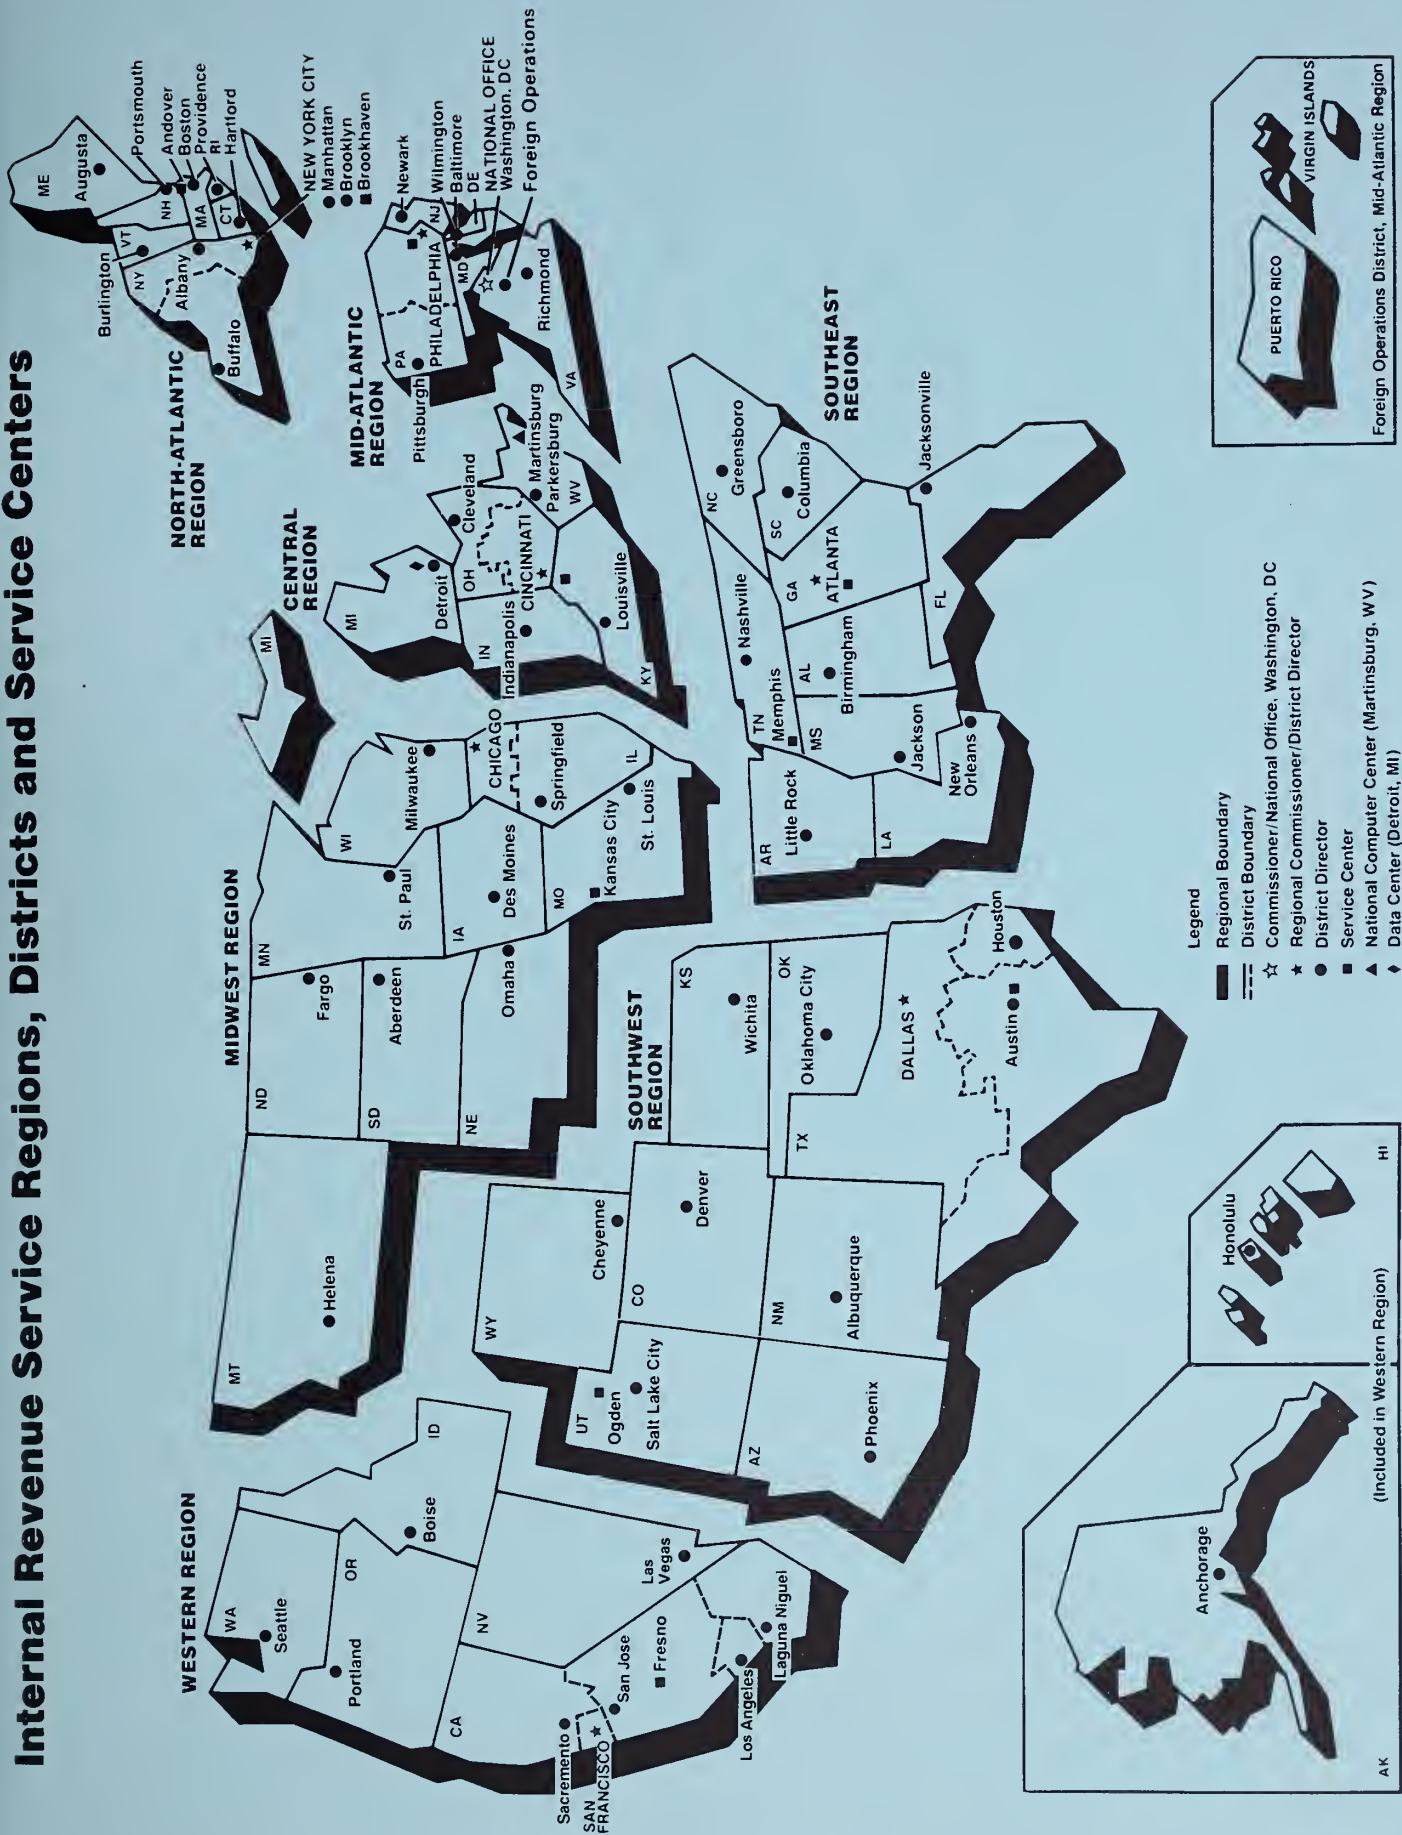 Internal Revenue Service Regions, Districts and Service Centers
WESTERN REGION
WA
Seattle
OR
Portland
ID
Boise
NV
Las
Vegas
CA
Sacremento
SAN
FRANCISCO
San Jose
Fresno
Los Angeles
Laguna Niguel
MIDWEST REGION
MT
Helena
ND
Fargo
SD
Aberdeen
NE
Omaha
MN
St. Paul
IA
Des Moines
MO
Kansas City
St. Louis
WI
Milwaukee
CHICAGO
Springfield
IL
MI
SOUTHWEST
REGION
WY
Cheyenne
UT
Ogden
Salt Lake City
CO
Denver
AZ
Phoenix
NM
Albuquerque
KS
Wichita
OK
Oklahoma City
TX
DALLAS
Austin
Houston
CENTRAL
REGION
MI
Detroit
OH
Cleveland
CINCINNATI
IN
Indianapolis
KY
Louisville
WV
Martinsburg
Parkersburg
SOUTHEAST
REGION
AR
Little Rock
LA
New
Orleans
TN
Memphis
Nashville
MS
Jackson
AL
Birmingham
GA
ATLANTA
NC
Greensboro
SC
Columbia
FL
Jacksonville
NORTH-ATLANTIC
REGION
ME
Augusta
Portsmouth
Andover
Boston
Providence
RI
Hartford
NH
MA
CT
VT
Burlington
NY
Albany
Buffalo
NEW YORK CITY
Manhattan
Brooklyn
Brookhaven
MID-ATLANTIC
REGION
PA
Pittsburgh
PHILADELPHIA
NJ
Newark
Wilmington
Baltimore
DE
MD
NATIONAL OFFICE
Washington. DC
Foreign Operations
VA
Richmond
AK
Anchorage
Honolulu
HI
(Included in Western Region)
Legend
Regional Boundary
District Boundary
Commissioner/National Office, Washington, DC
Regional Commissioner/District Director
District Director
Service Center
National Computer Center (Martinsburg, WV)
Data Center (Detroit, MI)
PUERTO RICO
VIRGIN ISLANDS
Foreign Operations District, Mid-Atlantic Region